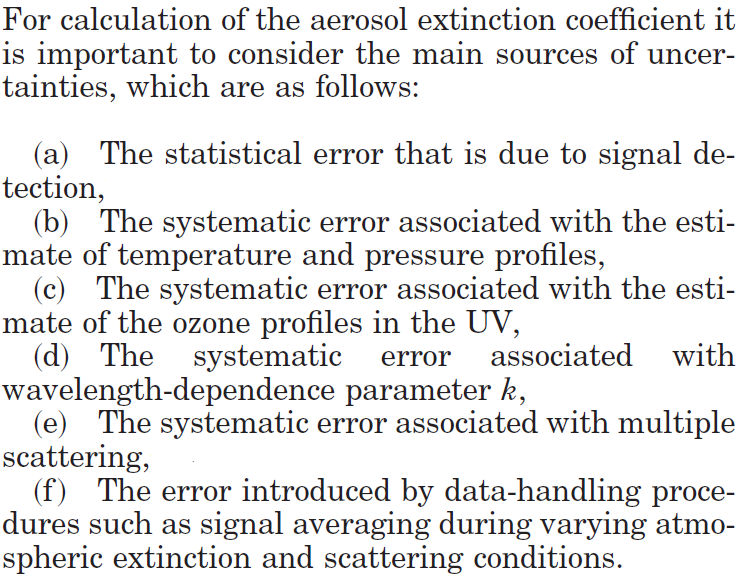 For calculation of the aerosol extinction coefficient it
is important to consider the main sources of uncer-
tainties, which are as follows:
(a) The statistical error that is due to signal de-
tection,
(b) The systematic error associated with the esti-
mate of temperature and pressure profiles,
(c) The systematic error associated with the esti-
mate of the ozone profiles in the UV,
(d) The systematic error associated with
wavelength-dependence parameter k,
(e) The systematic error associated with multiple
scattering,
(f) The error introduced by data-handling proce-
dures such as signal averaging during varying atmo-
spheric extinction and scattering conditions.